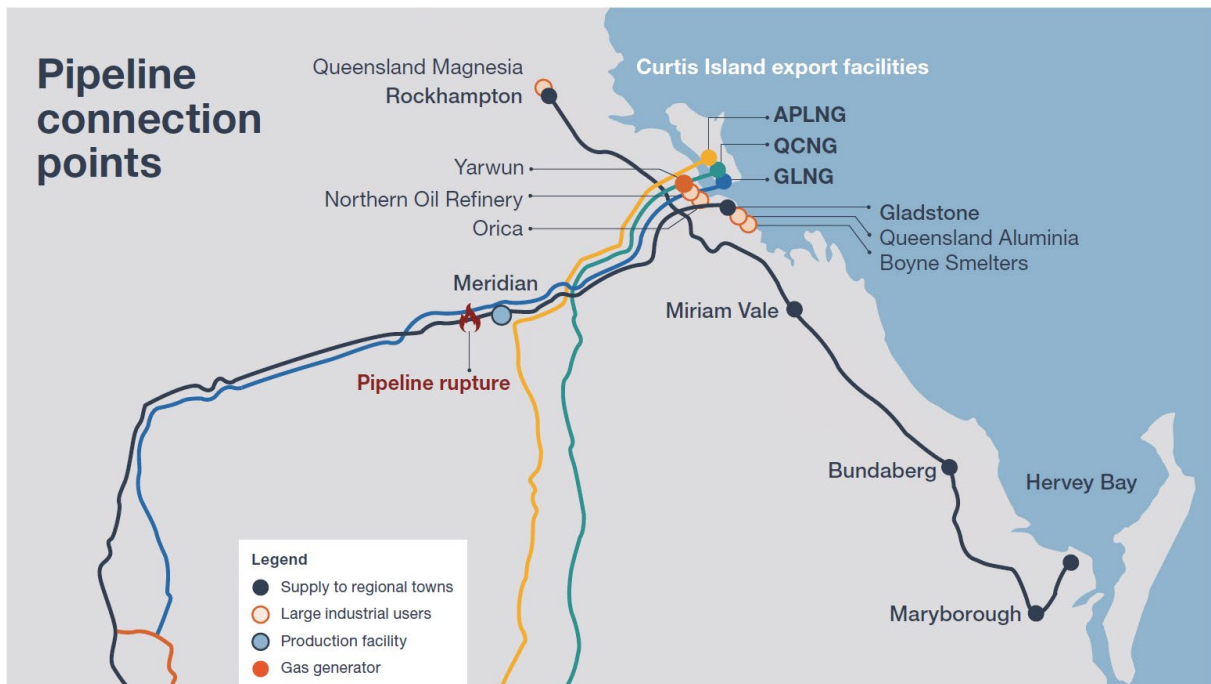 Pipeline
connection
points
Queensland Magnesia
Rockhampton
Curtis Island export facilities
APLNG
QCNG
GLNG
Yarwun
Northern Oil Refinery
Orica
Gladstone
Queensland Aluminia
Boyne Smelters
Meridian
Pipeline rupture
Miriam Vale
Bundaberg
Hervey Bay
Maryborough
Legend
Supply to regional towns
Large industrial users
Production facility
Gas generator